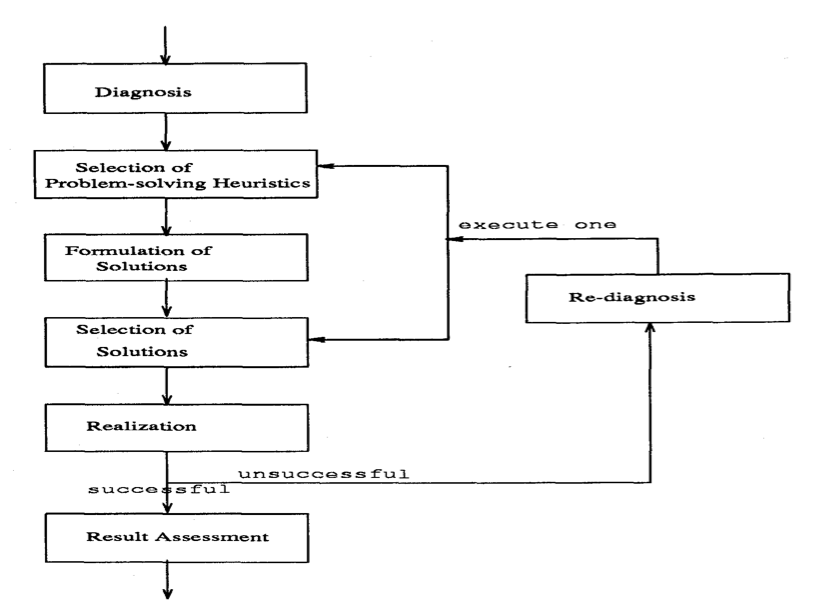 Diagnosis
Selection of
Problem-solving Heuristics
execute one
Formulation of
Solutions
Re-diagnosis
Selection of
Solutions
Realization
unsuccessful
successful
Result Assessment